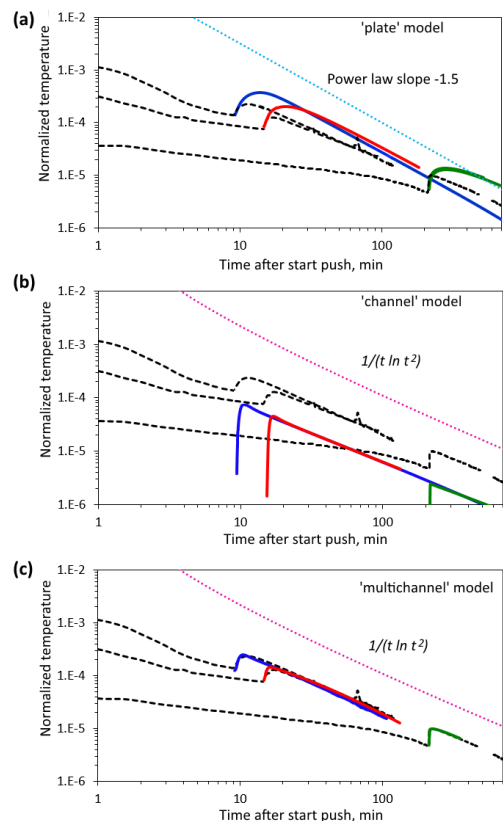 (a)
1.E-2
'plate' model
Power law slope -1.5
1.E-3
1.E-4
1.E-5
1.E-6
Normalized temperature
1
10
100
Time after start push, min
(b)
1.E-2
'channel' model
1/(t ln t²)
1.E-3
1.E-4
1.E-5
1.E-6
Normalized temperature
1
10
100
Time after start push, min
(c)
1.E-2
'multichannel' model
1/(t ln t²)
1.E-3
1.E-4
1.E-5
1.E-6
Normalized temperature
1
10
100
Time after start push, min